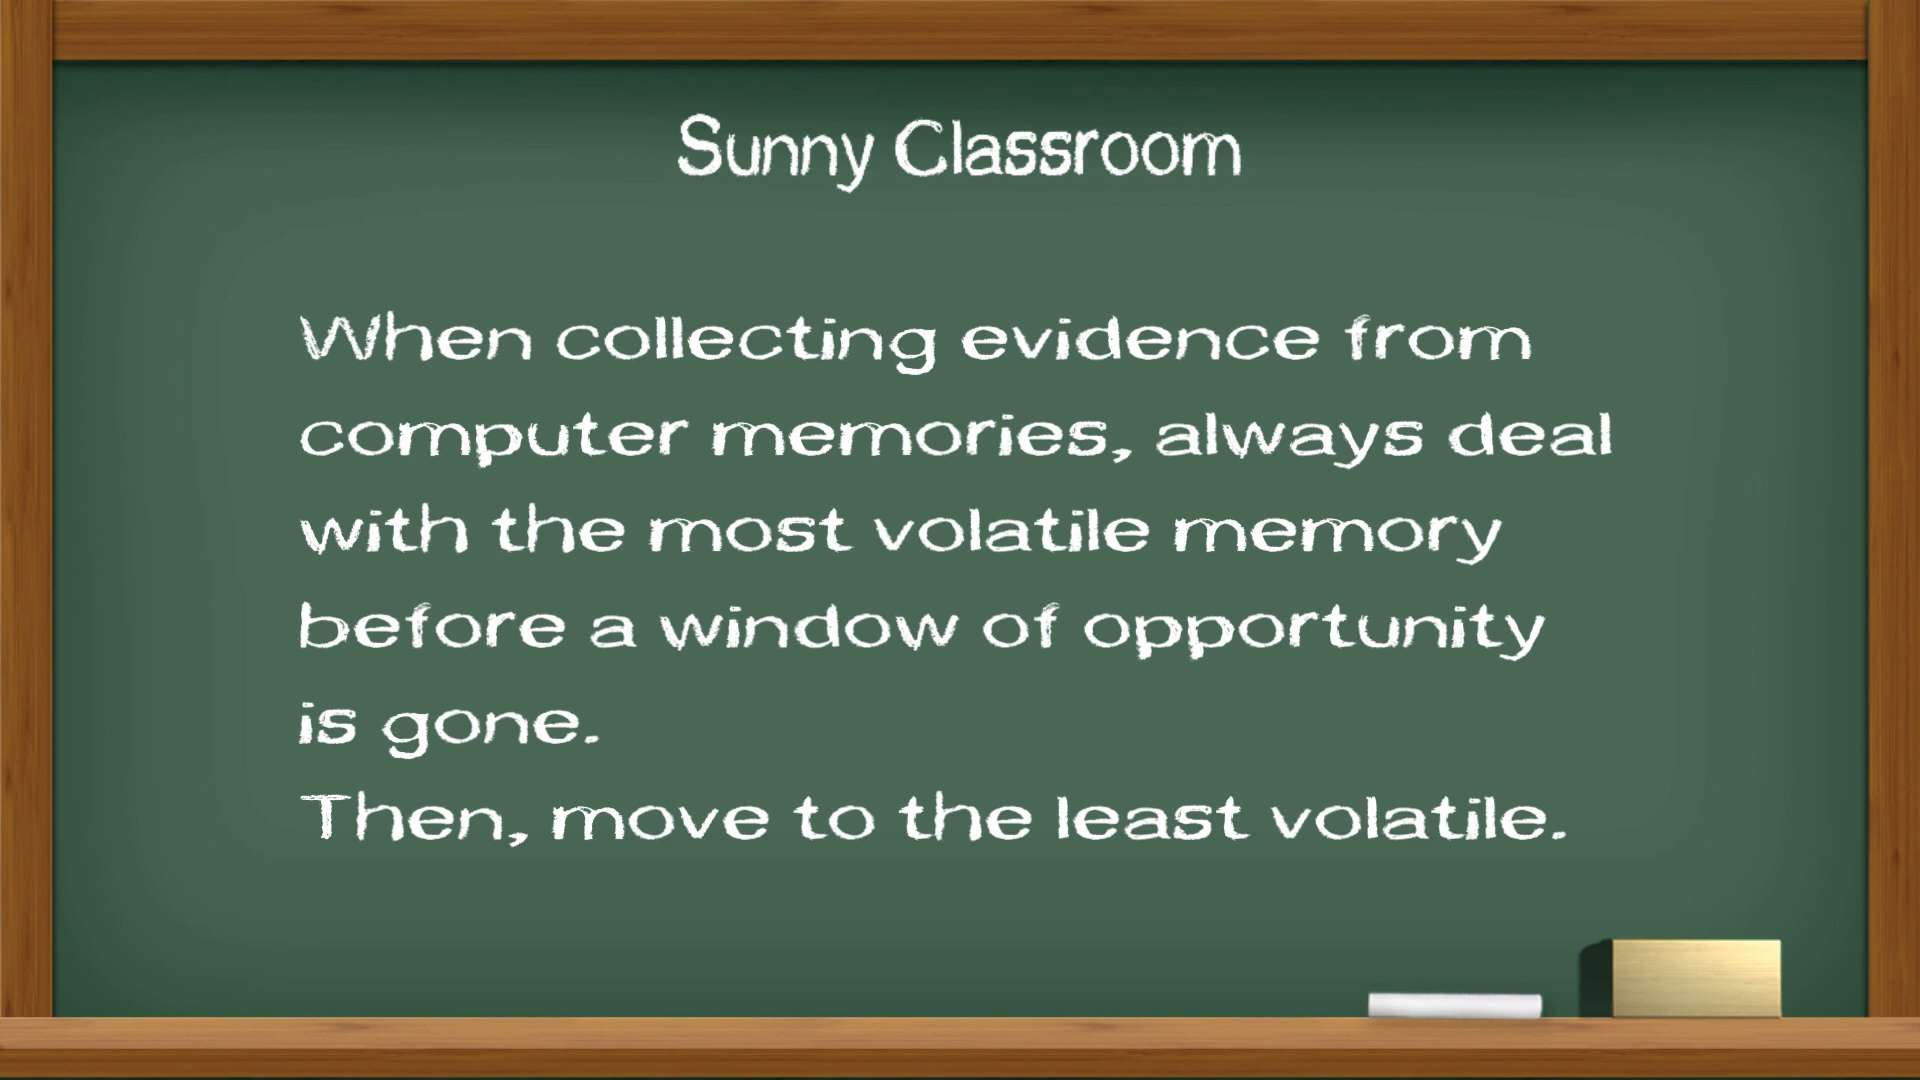 Sunny Classroom
When collecting evidence from
computer memories, always deal
with the most volatile memory
before a window of opportunity
is gone.
Then, move to the least volatile.